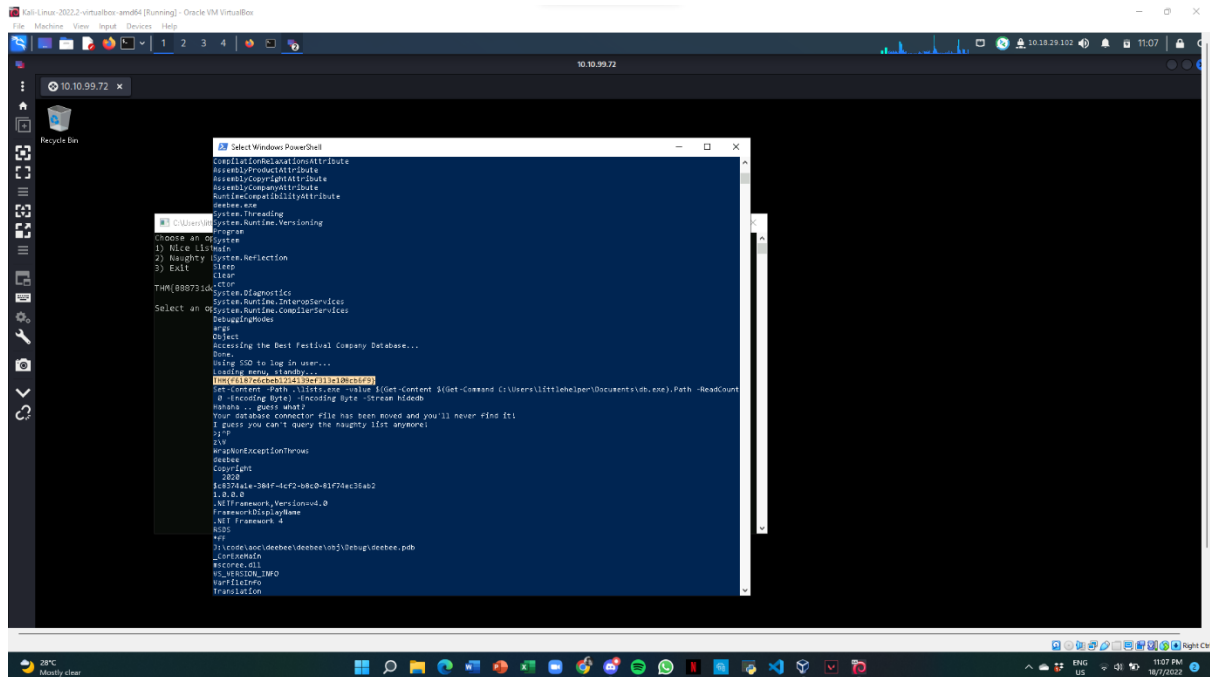 Kali-Linux-2022.2-virtualbox-amd64 [Running] - Oracle VM VirtualBox
File Machine View Input Devices Help
1 2 3 4
10.18.29.102
11:07
10.10.99.72
10.10.99.72
Recycle Bin
Select Windows PowerShell
CompilationRelaxationsAttribute
AssemblyProductAttribute
AssemblyCopyrightAttribute
AssemblyCompanyAttribute
RuntimeCompatibilityAttribute
deebee.exe
System.Threading
System.Runtime.Versioning
Program
System
Main
System.Reflection
Sleep
Clear
.ctor
System.Diagnostics
System.Runtime.InteropServices
System.Runtime.CompilerServices
DebuggingModes
args
Object
Accessing the Best Festival Company Database...
Done.
Using SSO to log in user...
Loading menu, standby...
THM{f6187e6cbeb1214139ef313e108cb6f9}
Set-Content -Path .\lists.exe -value $(Get-Content $(Get-Command C:\Users\littlehelper\Documents\db.exe).Path -ReadCount
0 -Encoding Byte) -Encoding Byte -Stream hidedb
Hahaha .. guess what?
Your database connector file has been moved and you'll never find it!
I guess you can't query the naughty list anymore!
>;^P
z\V
WrapNonExceptionThrows
deebee
Copyright
2020
$c8374a1e-384f-4cf2-b8c0-81f74ec36ab2
1.0.0.0
.NETFramework,Version=v4.0
FrameworkDisplayName
.NET Framework 4
RSDS
*fF
J:\code\aoc\deebee\deebee\obj\Debug\deebee.pdb
_CorExeMain
mscoree.dll
VS_VERSION_INFO
VarFileInfo
Translation
C:\Users\litt
Choose an op
1) Nice List
2) Naughty
3) Exit
Select an op
Right Ctrl
28°C
Mostly clear
ENG
US
11:07 PM
18/7/2022